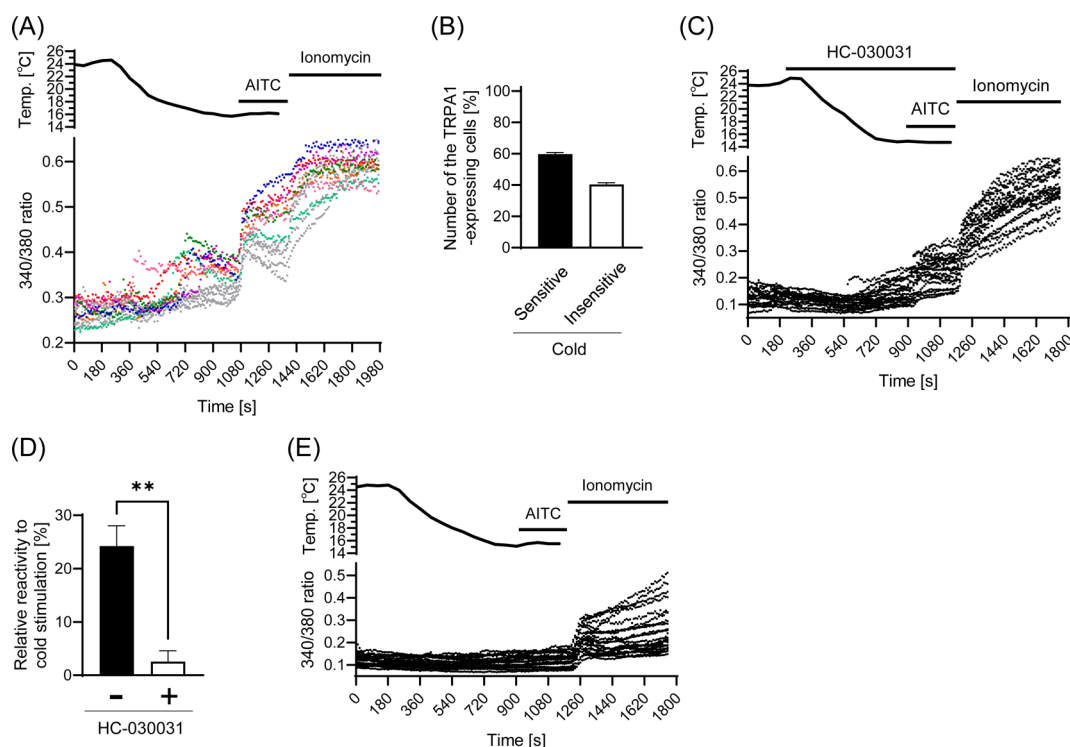 (A)
Ionomycin
AITC
Temp. [℃]
26
24
22
20
18
16
14
340/380 ratio
0.6
0.5
0.4
0.3
0.2
0
180
360
540
720
900
1080
1260
1440
1620
1800
1980
Time [s]
(B)
Number of the TRPA1
-expressing cells [%]
100
80
60
40
20
0
Sensitive
Insensitive
Cold
(C)
HC-030031
Ionomycin
AITC
Temp. [℃]
26
24
22
20
18
16
14
340/380 ratio
0.6
0.5
0.4
0.3
0.2
0.1
0
180
360
540
720
900
1080
1260
1440
1620
1800
Time [s]
(D)
**
Relative reactivity to
cold stimulation [%]
30
20
10
0
- +
HC-030031
(E)
Ionomycin
AITC
Temp. [℃]
26
24
22
20
18
16
14
340/380 ratio
0.5
0.4
0.3
0.2
0.1
0
180
360
540
720
900
1080
1260
1440
1620
1800
Time [s]